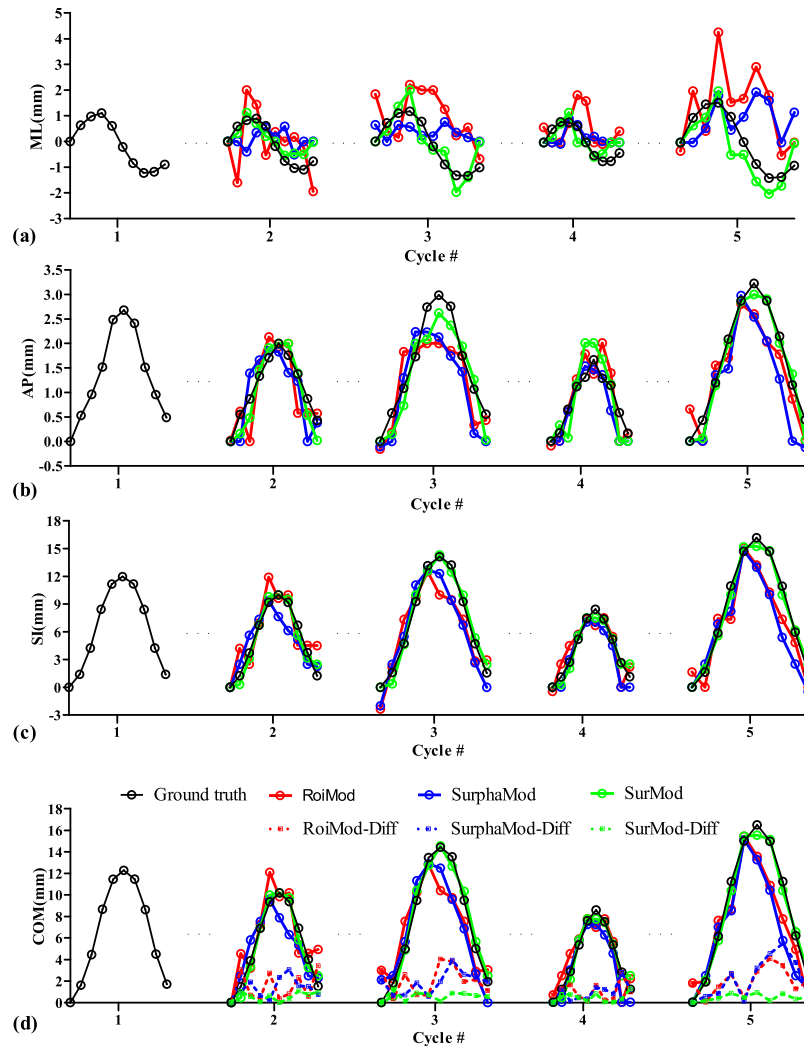 5
4
3
2
1
0
-1
-2
-3
ML(mm)
1 2 3 4 5
(a)
Cycle #
3.5
3.0
2.5
2.0
1.5
1.0
0.5
0.0
-0.5
AP(mm)
1 2 3 4 5
(b)
Cycle #
18
15
12
9
6
3
0
-3
SI(mm)
1 2 3 4 5
(c)
Cycle #
Ground truth RoiMod SurphaMod SurMod
RoiMod-Diff SurphaMod-Diff SurMod-Diff
18
16
14
12
10
8
6
4
2
0
COM(mm)
1 2 3 4 5
(d)
Cycle #